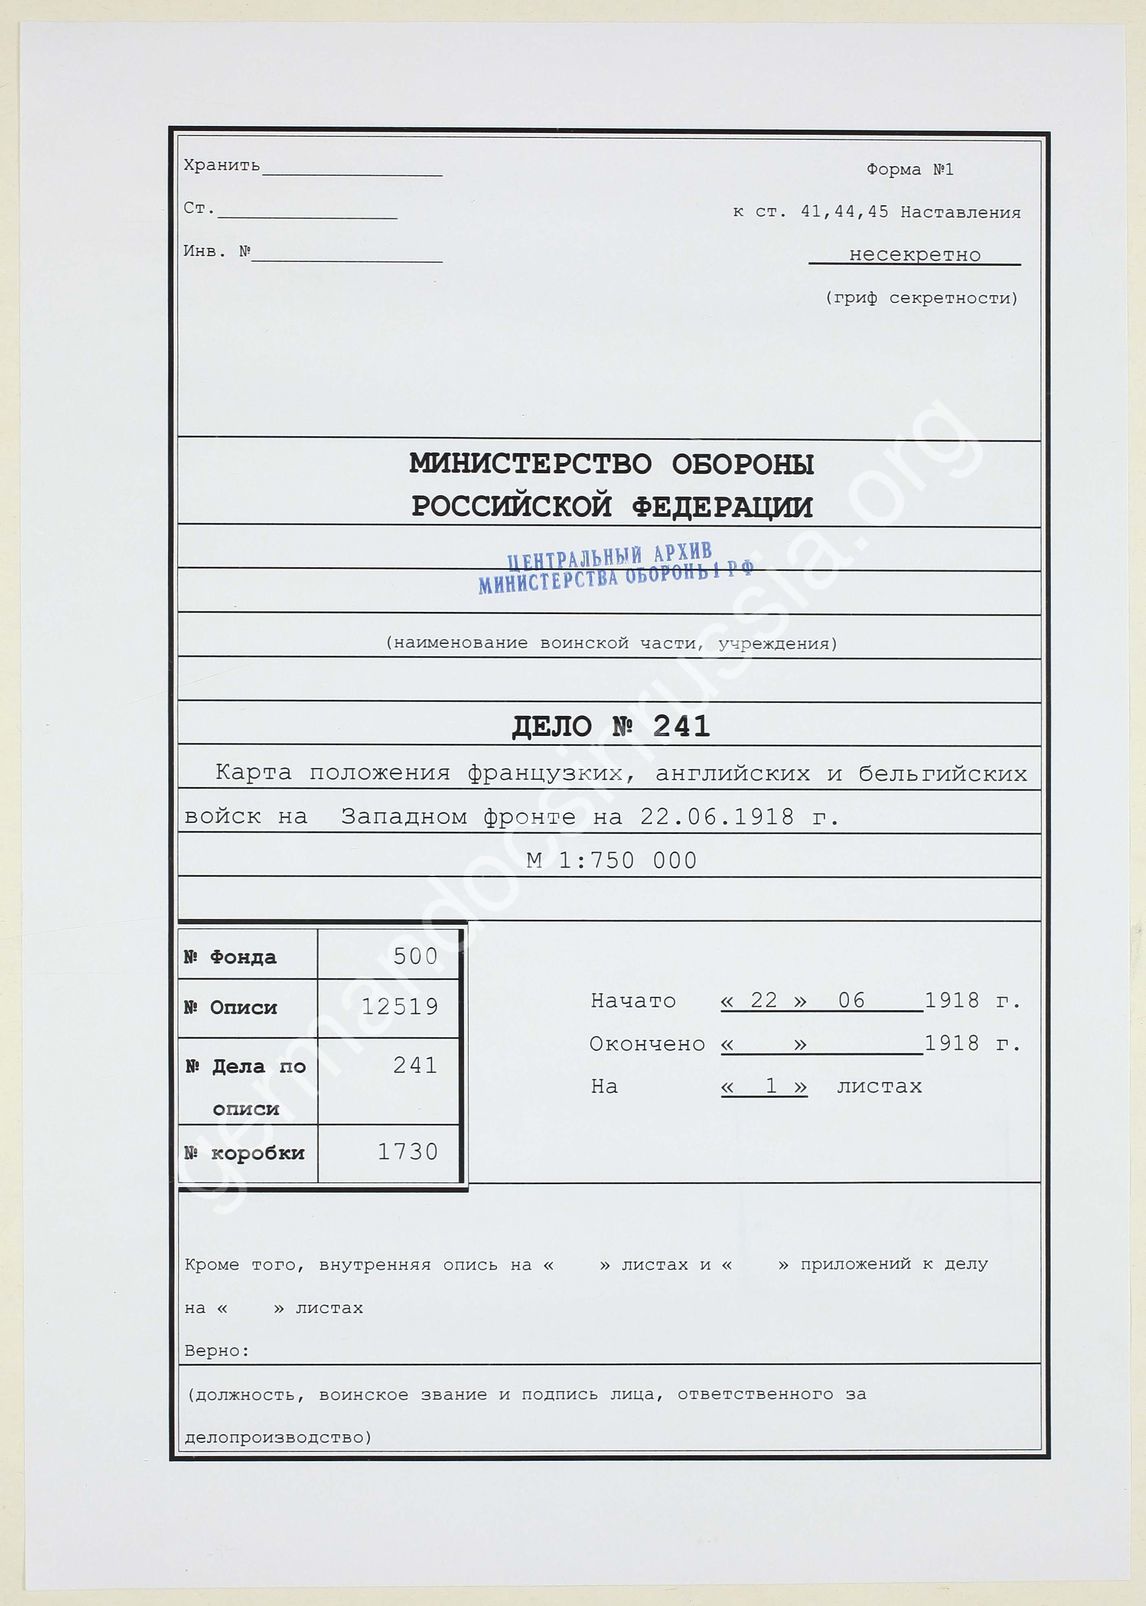 Хранить
Форма №1
Ст.
к ст. 41,44,45 Наставления
Инв. №
несекретно
(гриф секретности)
МИНИСТЕРСТВО ОБОРОНЫ
РОССИЙСКОЙ ФЕДЕРАЦИИ
ЦЕНТРАЛЬНЫЙ АРХИВ
МИНИСТЕРСТВА ОБОРОНЫ РФ
(наименование воинской части, учреждения)
ДЕЛО № 241
Карта положения французких, английских и бельгийских
войск на Западном фронте на 22.06.1918 г.
М 1:750 000
№ Фонда 500
№ Описи 12519
№ Дела по 241
описи
№ коробки 1730
Начато « 22 » 06 1918 г.
Окончено « » 1918 г.
На « 1 » листах
Кроме того, внутренняя опись на « » листах и « » приложений к делу
на « » листах
Верно:
(должность, воинское звание и подпись лица, ответственного за
делопроизводство)
germandocsinrussia.org